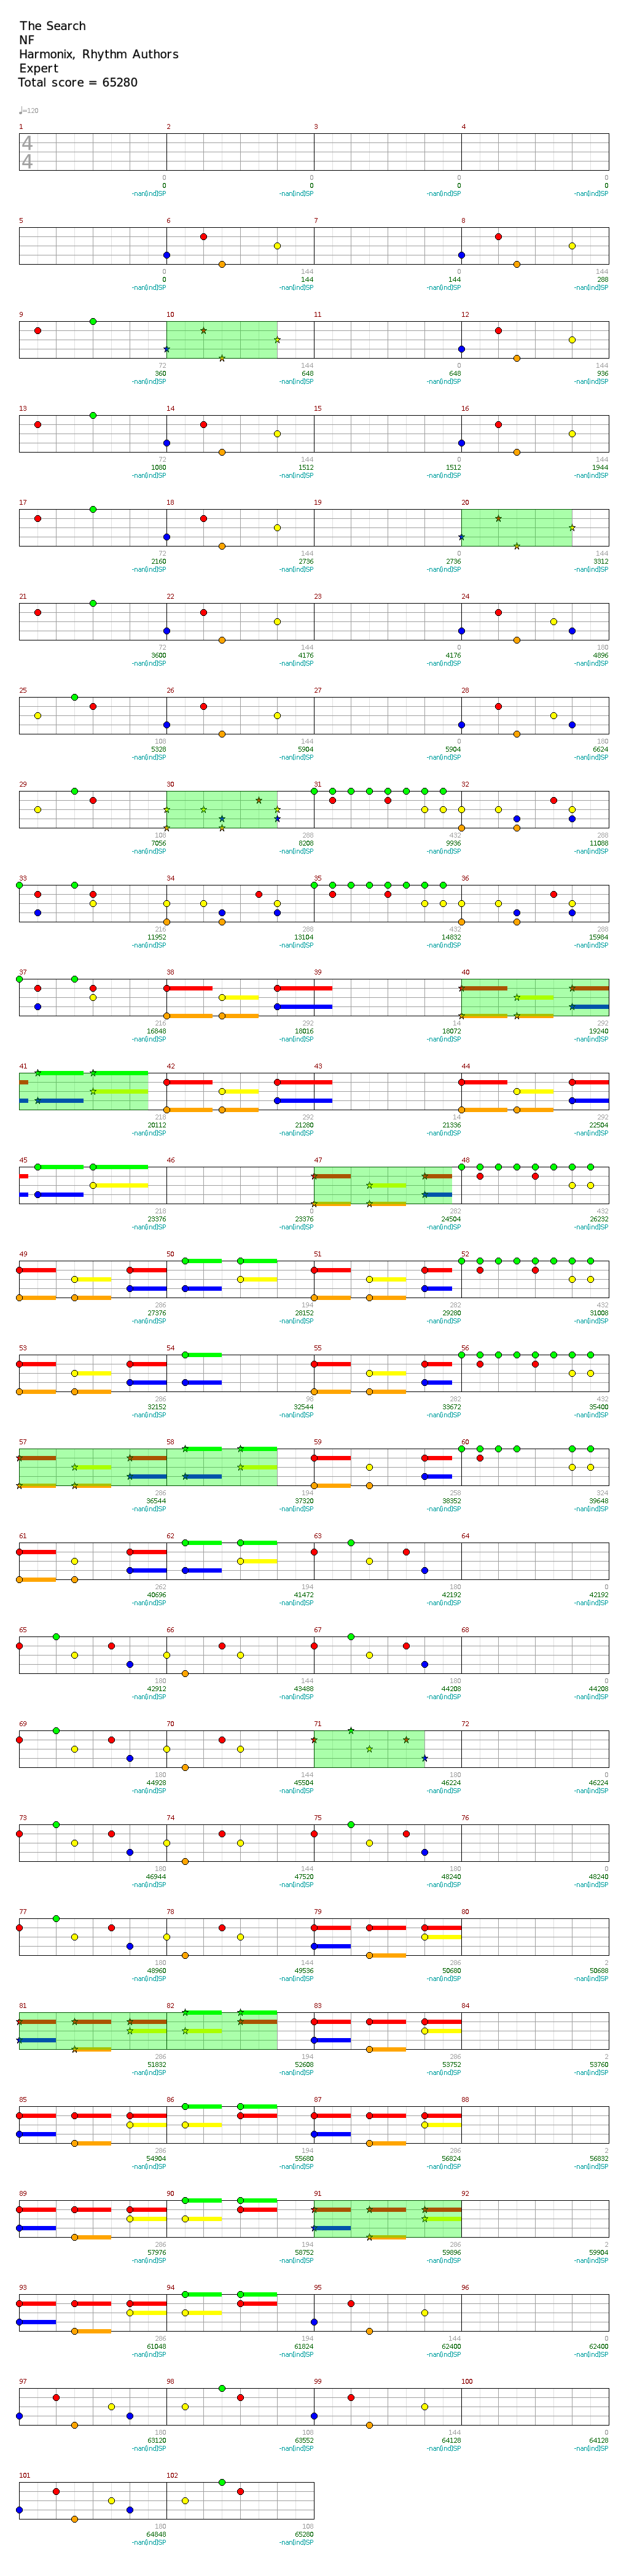 The Search
NF
Harmonix, Rhythm Authors
Expert
Total score = 65280
♩=120
1 2 3 4
4
4
0 0 0
0 0 0
-nan(ind)SP -nan(ind)SP -nan(ind)SP
5 6 7 8
0 144 0 144
0 144 144 288
-nan(ind)SP -nan(ind)SP -nan(ind)SP -nan(ind)SP
9 10 11 12
72 144 0 144
360 648 648 936
-nan(ind)SP -nan(ind)SP -nan(ind)SP -nan(ind)SP
13 14 15 16
72 144 0 144
1080 1512 1512 1944
-nan(ind)SP -nan(ind)SP -nan(ind)SP -nan(ind)SP
17 18 19 20
72 144 0 144
2160 2736 2736 3312
-nan(ind)SP -nan(ind)SP -nan(ind)SP -nan(ind)SP
21 22 23 24
72 144 0 180
3600 4176 4176 4896
-nan(ind)SP -nan(ind)SP -nan(ind)SP -nan(ind)SP
25 26 27 28
108 144 0 180
5328 5904 5904 6624
-nan(ind)SP -nan(ind)SP -nan(ind)SP -nan(ind)SP
29 30 31 32
108 288 432 288
7056 8208 9936 11088
-nan(ind)SP -nan(ind)SP -nan(ind)SP -nan(ind)SP
33 34 35 36
216 288 432 288
11952 13104 14832 15984
-nan(ind)SP -nan(ind)SP -nan(ind)SP -nan(ind)SP
37 38 39 40
216 292 14 292
16848 18016 18072 19240
-nan(ind)SP -nan(ind)SP -nan(ind)SP -nan(ind)SP
41 42 43 44
218 292 14 292
20112 21280 21336 22504
-nan(ind)SP -nan(ind)SP -nan(ind)SP -nan(ind)SP
45 46 47 48
218 0 282 432
23376 23376 24504 26232
-nan(ind)SP -nan(ind)SP -nan(ind)SP -nan(ind)SP
49 50 51 52
286 194 282 432
27376 28152 29280 31008
-nan(ind)SP -nan(ind)SP -nan(ind)SP -nan(ind)SP
53 54 55 56
286 98 282 432
32152 32544 33672 35400
-nan(ind)SP -nan(ind)SP -nan(ind)SP -nan(ind)SP
57 58 59 60
286 194 258 324
36544 37320 38352 39648
-nan(ind)SP -nan(ind)SP -nan(ind)SP -nan(ind)SP
61 62 63 64
262 194 180 0
40696 41472 42192 42192
-nan(ind)SP -nan(ind)SP -nan(ind)SP -nan(ind)SP
65 66 67 68
180 144 180 0
42912 43488 44208 44208
-nan(ind)SP -nan(ind)SP -nan(ind)SP -nan(ind)SP
69 70 71 72
180 144 180 0
44928 45504 46224 46224
-nan(ind)SP -nan(ind)SP -nan(ind)SP -nan(ind)SP
73 74 75 76
180 144 180 0
46944 47520 48240 48240
-nan(ind)SP -nan(ind)SP -nan(ind)SP -nan(ind)SP
77 78 79 80
180 144 286 2
48960 49536 50680 50688
-nan(ind)SP -nan(ind)SP -nan(ind)SP -nan(ind)SP
81 82 83 84
286 194 286 2
51832 52608 53752 53760
-nan(ind)SP -nan(ind)SP -nan(ind)SP -nan(ind)SP
85 86 87 88
286 194 286 2
54904 55680 56824 56832
-nan(ind)SP -nan(ind)SP -nan(ind)SP -nan(ind)SP
89 90 91 92
286 194 286 2
57976 58752 59896 59904
-nan(ind)SP -nan(ind)SP -nan(ind)SP -nan(ind)SP
93 94 95 96
286 194 144 0
61048 61824 62400 62400
-nan(ind)SP -nan(ind)SP -nan(ind)SP -nan(ind)SP
97 98 99 100
180 108 144 0
63120 63552 64128 64128
-nan(ind)SP -nan(ind)SP -nan(ind)SP -nan(ind)SP
101 102
180 108
64848 65280
-nan(ind)SP -nan(ind)SP